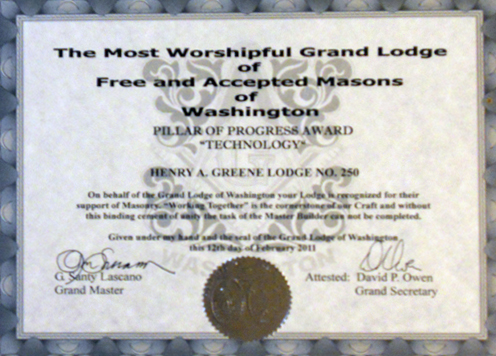 The Most Worshipful Grand Lodge
of
Free and Accepted Masons
of
Washington
PILLAR OF PROGRESS AWARD
"TECHNOLOGY"
HENRY A. GREENE LODGE NO. 250
On behalf of the Grand Lodge of Washington your Lodge is recognized for their
support of Masonry. "Working Together" is the cornerstone of our Craft and without
this binding cement of unity the task of the Master Builder can not be completed.
Given under my hand and the seal of the Grand Lodge of Washington
this 12th day of February 2011
G. Santy Lascano
Grand Master
Attested: David P. Owen
Grand Secretary
WASHINGTON